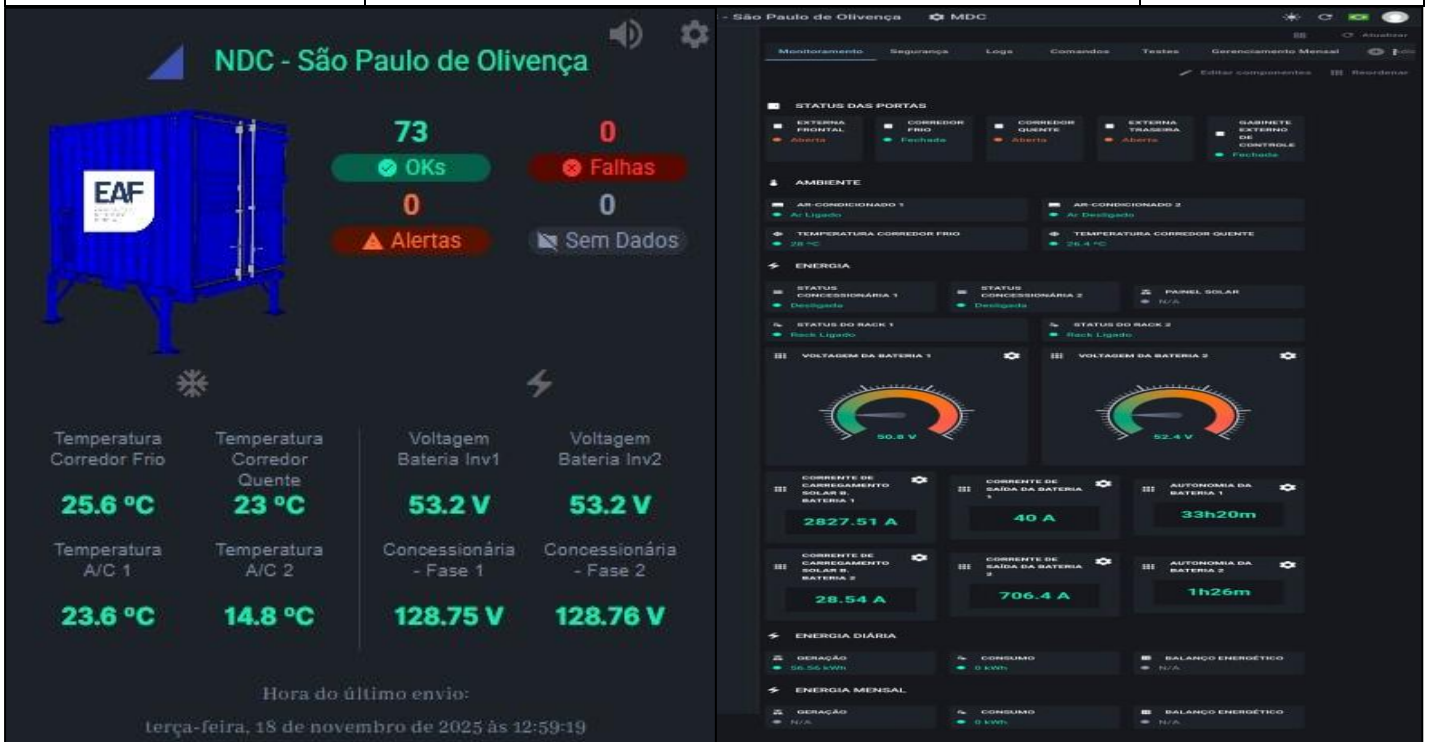 NDC - São Paulo de Olivença
73
0
OKs
Falhas
0
0
Alertas
Sem Dados
EAF
Temperatura
Corredor Frio
25.6 ºC
Temperatura
Corredor
Quente
23 ºC
Voltagem
Bateria Inv1
53.2 V
Voltagem
Bateria Inv2
53.2 V
Temperatura
A/C 1
23.6 ºC
Temperatura
A/C 2
14.8 ºC
Concessionária
- Fase 1
128.75 V
Concessionária
- Fase 2
128.76 V
Hora do último envio:
terça-feira, 18 de novembro de 2025 às 12:59:19
- São Paulo de Olivença MDC
Atualizar
Monitoramento Segurança Logs Comandos Testes Gerenciamento Mensal
Editar componentes Reordenar
STATUS DAS PORTAS
EXTERNA
FRONTAL
Aberta
CORREDOR
FRIO
Fechada
CORREDOR
QUENTE
Aberta
EXTERNA
TRASEIRA
Aberta
GABINETE
EXTERNO
DE
CONTROLE
Fechada
AMBIENTE
AR-CONDICIONADO 1
Ar Ligado
AR-CONDICIONADO 2
Ar Desligado
TEMPERATURA CORREDOR FRIO
28 ºC
TEMPERATURA CORREDOR QUENTE
26.4 ºC
ENERGIA
STATUS
CONCESSIONÁRIA 1
Desligada
STATUS
CONCESSIONÁRIA 2
Desligada
PAINEL SOLAR
N/A
STATUS DO RACK 1
Rack Ligado
STATUS DO RACK 2
Rack Ligado
VOLTAGEM DA BATERIA 1
50.8 V
VOLTAGEM DA BATERIA 2
52.4 V
CORRENTE DE
CARREGAMENTO
SOLAR B.
BATERIA 1
2827.51 A
CORRENTE DE
SAÍDA DA BATERIA
1
40 A
AUTONOMIA DA
BATERIA 1
33h20m
CORRENTE DE
CARREGAMENTO
SOLAR B.
BATERIA 2
28.54 A
CORRENTE DE
SAÍDA DA BATERIA
2
706.4 A
AUTONOMIA DA
BATERIA 2
1h26m
ENERGIA DIÁRIA
GERAÇÃO
56.56 kWh
CONSUMO
0 kWh
BALANÇO ENERGÉTICO
N/A
ENERGIA MENSAL
GERAÇÃO
N/A
CONSUMO
0 kWh
BALANÇO ENERGÉTICO
N/A